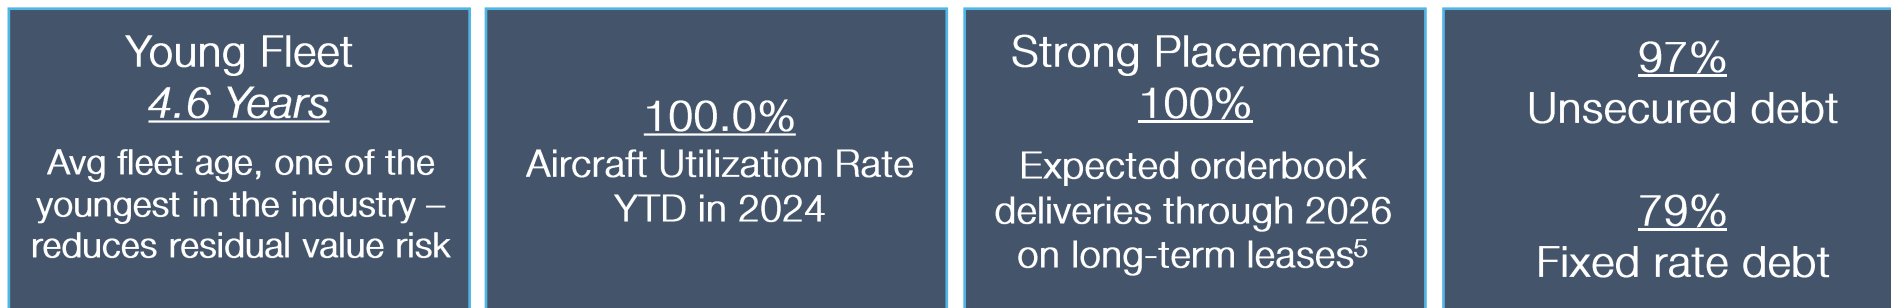 Young Fleet
4.6 Years
Avg fleet age, one of the
youngest in the industry –
reduces residual value risk
100.0%
Aircraft Utilization Rate
YTD in 2024
Strong Placements
100%
Expected orderbook
deliveries through 2026
on long-term leases⁵
97%
Unsecured debt
79%
Fixed rate debt